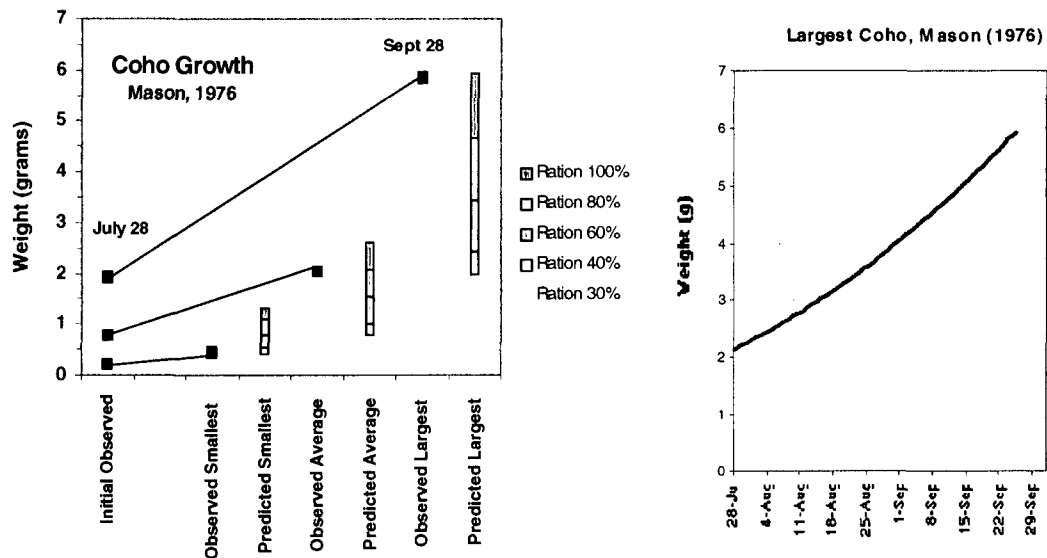 Coho Growth
Mason, 1976
Sept 28
July 28
Weight (grams)
7
6
5
4
3
2
1
0
Initial Observed
Observed Smallest
Predicted Smallest
Observed Average
Predicted Average
Observed Largest
Predicted Largest
Ration 100%
Ration 80%
Ration 60%
Ration 40%
Ration 30%
Largest Coho, Mason (1976)
Weight (g)
7
6
5
4
3
2
1
0
28-Ju
4-Aug
11-Aug
18-Aug
25-Aug
1-Sep
8-Sep
15-Sep
22-Sep
29-Sep